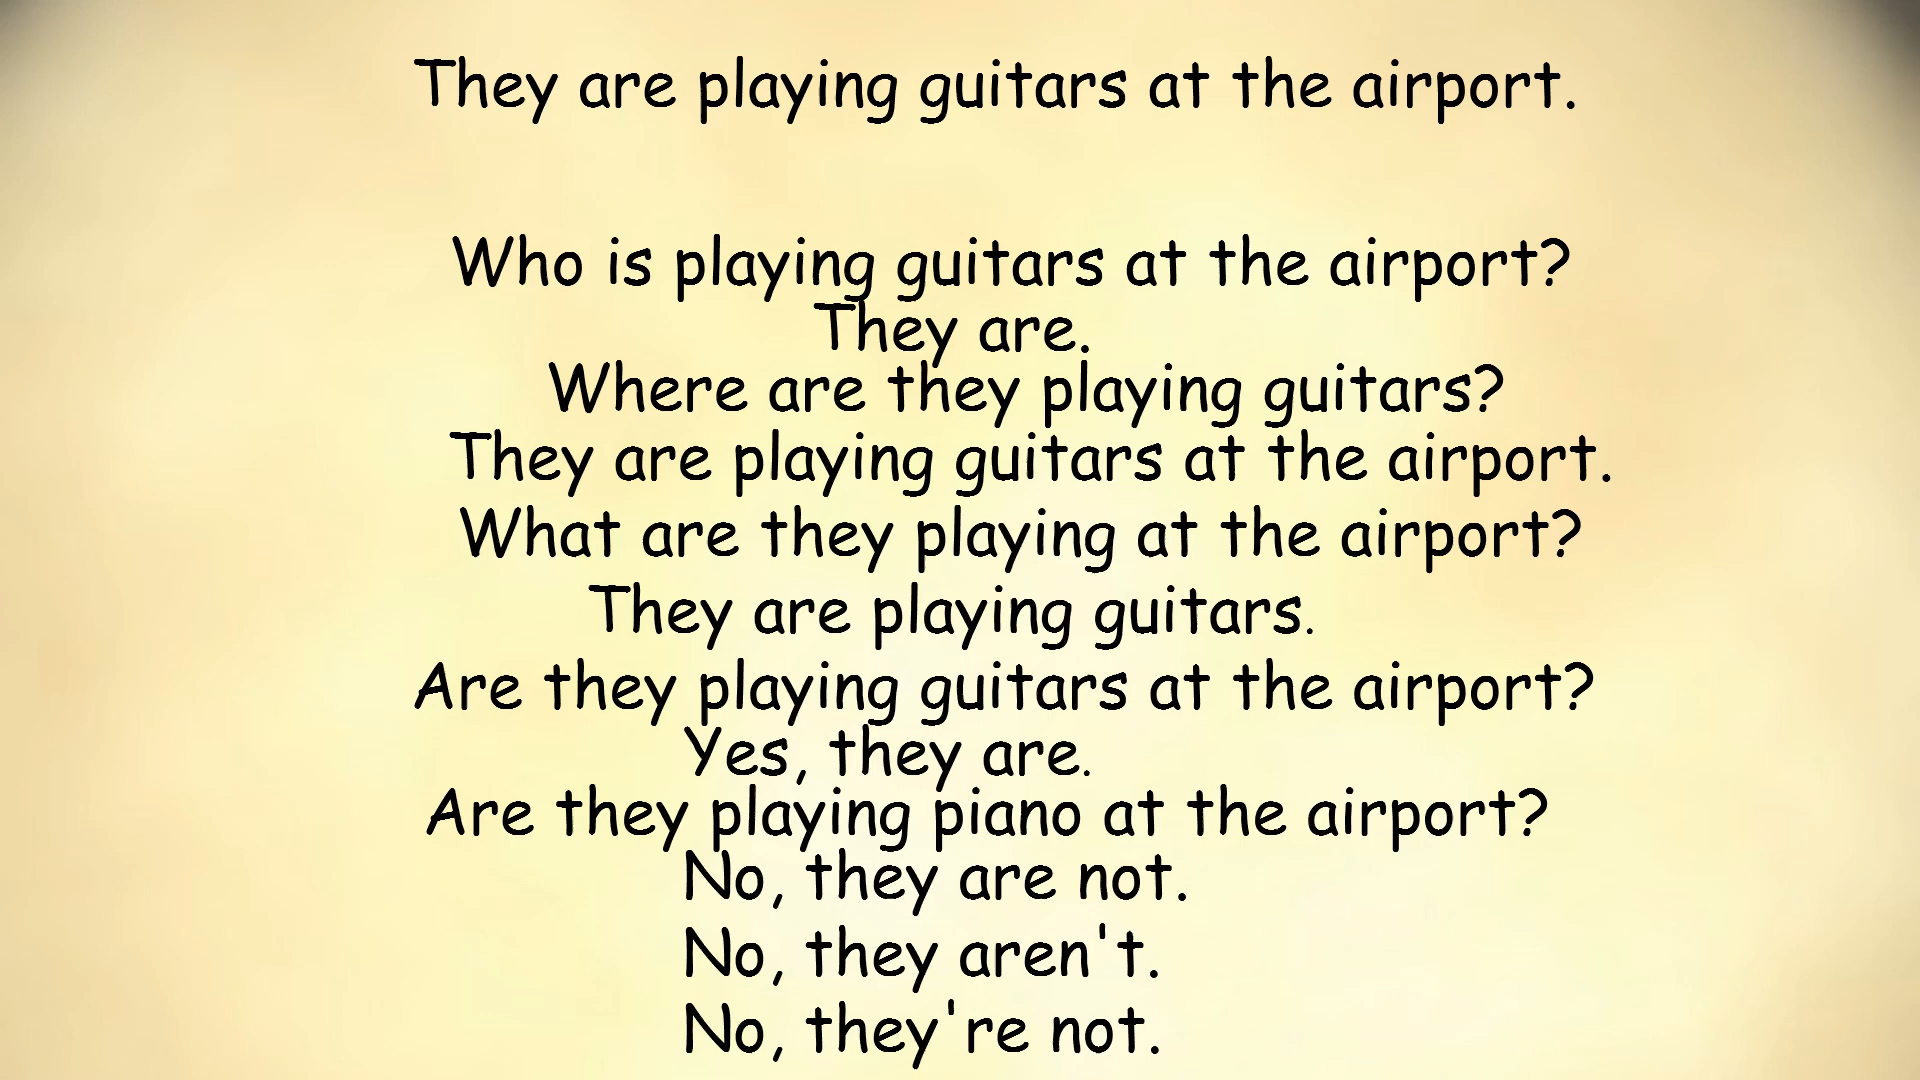 They are playing guitars at the airport.
Who is playing guitars at the airport?
They are.
Where are they playing guitars?
They are playing guitars at the airport.
What are they playing at the airport?
They are playing guitars.
Are they playing guitars at the airport?
Yes, they are.
Are they playing piano at the airport?
No, they are not.
No, they aren't.
No, they're not.